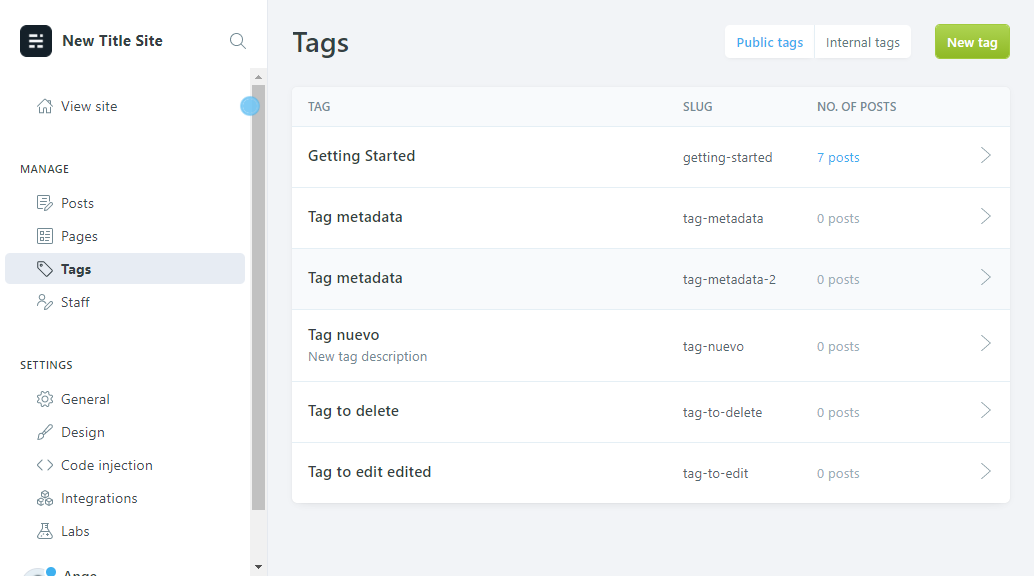 New Title Site
View site
MANAGE
Posts
Pages
Tags
Staff
SETTINGS
General
Design
Code injection
Integrations
Labs
Tags
Public tags
Internal tags
New tag
TAG SLUG NO. OF POSTS
Getting Started getting-started 7 posts
Tag metadata tag-metadata 0 posts
Tag metadata tag-metadata-2 0 posts
Tag nuevo tag-nuevo 0 posts
New tag description
Tag to delete tag-to-delete 0 posts
Tag to edit edited tag-to-edit 0 posts